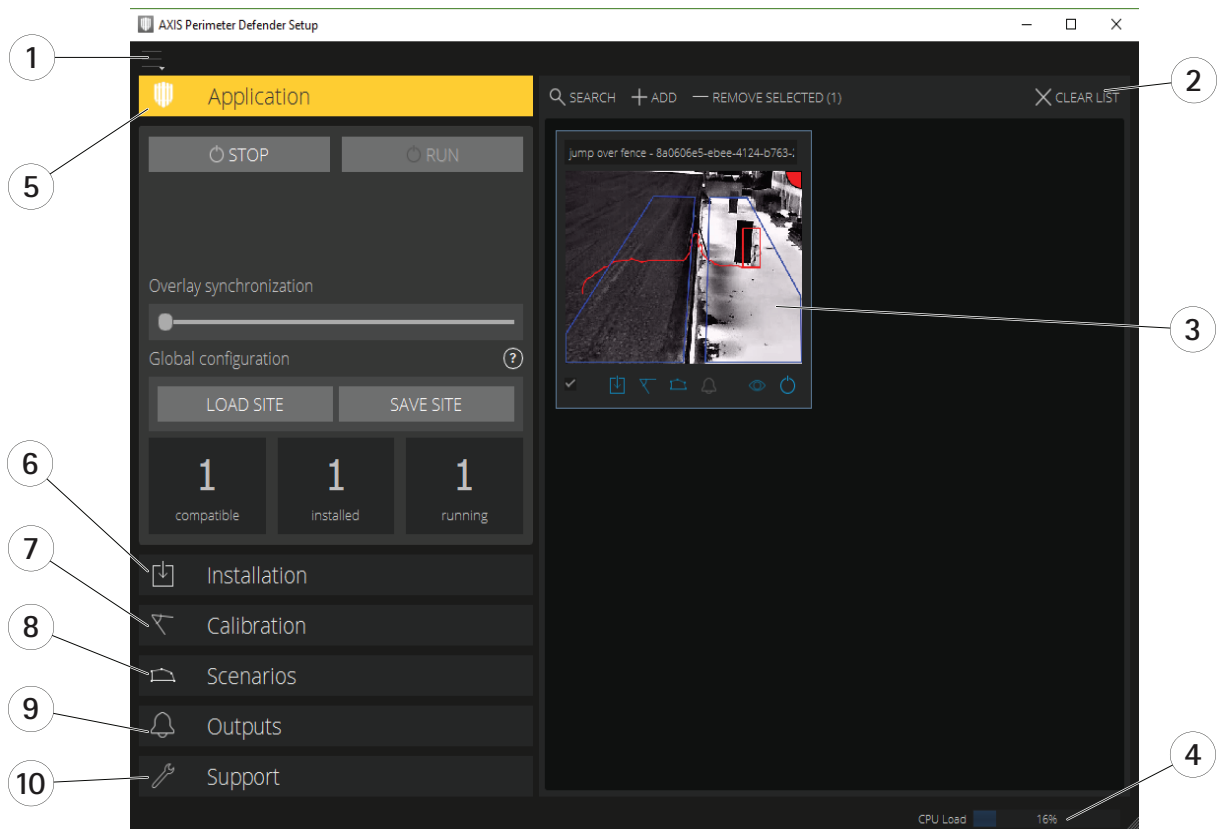 AXIS Perimeter Defender Setup
1
2
Application
SEARCH ADD REMOVE SELECTED (1) CLEAR LIST
5
STOP RUN
jump over fence - 8a0606e5-ebee-4124-b763-
Overlay synchronization
3
Global configuration ?
LOAD SITE SAVE SITE
1 1 1
compatible installed running
6
Installation
7
Calibration
8
Scenarios
9
Outputs
10
Support
4
CPU Load 16%